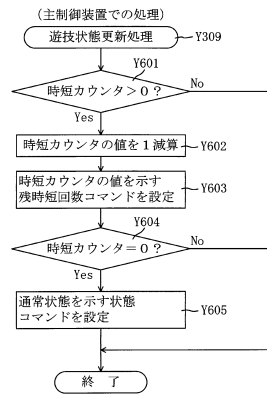 (主制御装置での処理)
遊技状態更新処理
Y309
Y601
時短カウンタ＞0？
No
Yes
時短カウンタの値を1減算
Y602
時短カウンタの値を示す
残時短回数コマンドを設定
Y603
Y604
時短カウンタ＝0？
No
Yes
通常状態を示す状態
コマンドを設定
Y605
終 了